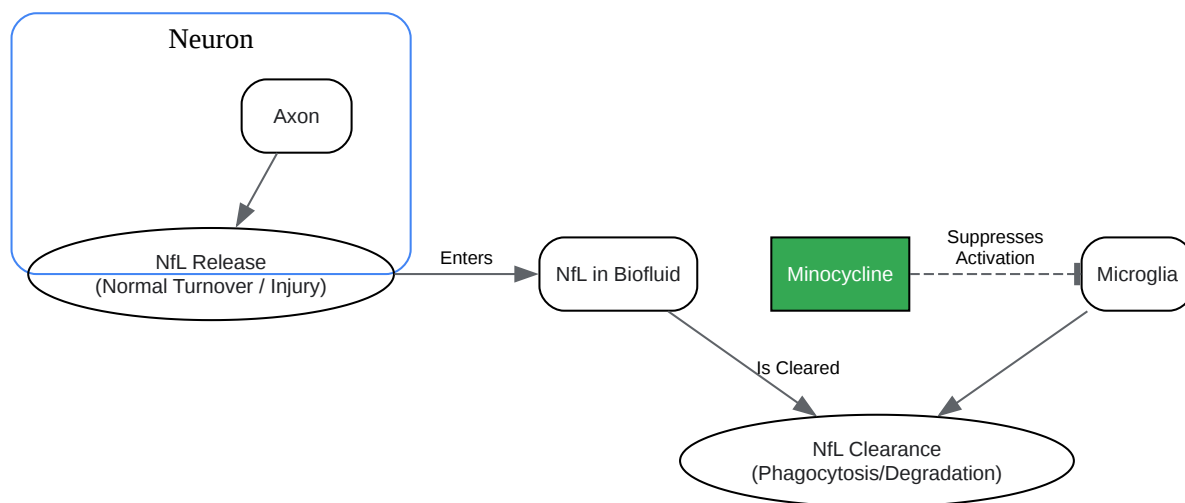 Neuron
Axon
NfL Release
(Normal Turnover / Injury)
Enters
NfL in Biofluid
Minocycline
Suppresses
Activation
Microglia
Is Cleared
NfL Clearance
(Phagocytosis/Degradation)